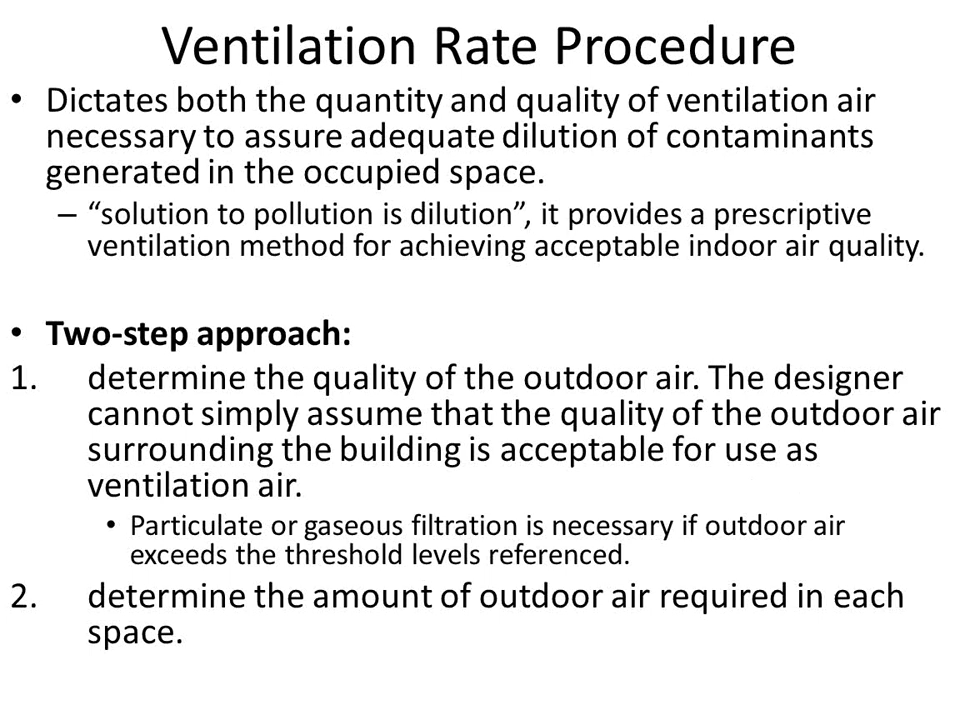 Ventilation Rate Procedure
• Dictates both the quantity and quality of ventilation air
necessary to assure adequate dilution of contaminants
generated in the occupied space.
– “solution to pollution is dilution”, it provides a prescriptive
ventilation method for achieving acceptable indoor air quality.
• Two-step approach:
1. determine the quality of the outdoor air. The designer
cannot simply assume that the quality of the outdoor air
surrounding the building is acceptable for use as
ventilation air.
• Particulate or gaseous filtration is necessary if outdoor air
exceeds the threshold levels referenced.
2. determine the amount of outdoor air required in each
space.